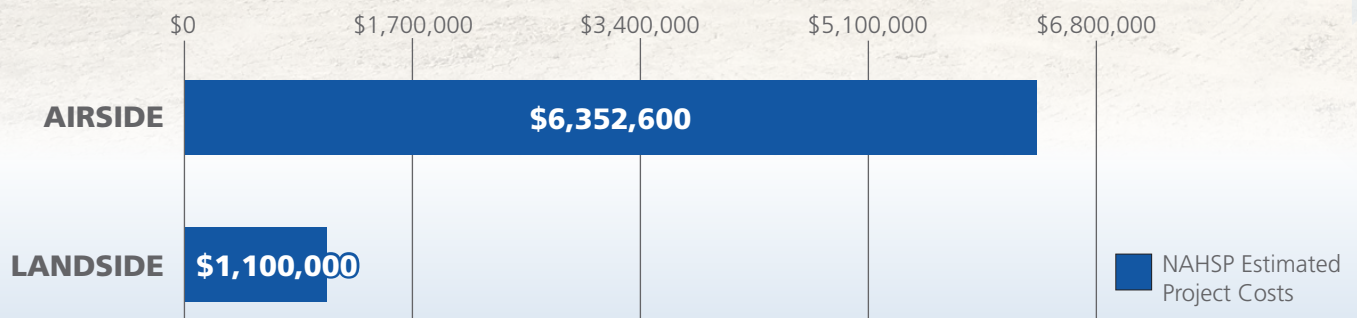 $0 $1,700,000 $3,400,000 $5,100,000 $6,800,000
AIRSIDE $6,352,600
LANDSIDE $1,100,000
NAHSP Estimated
Project Costs